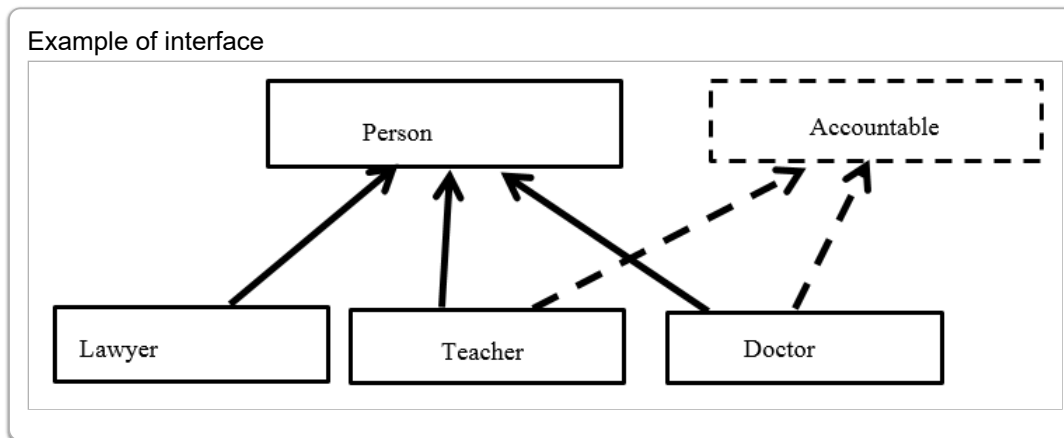 Example of interface
Person
Accountable
Lawyer
Teacher
Doctor